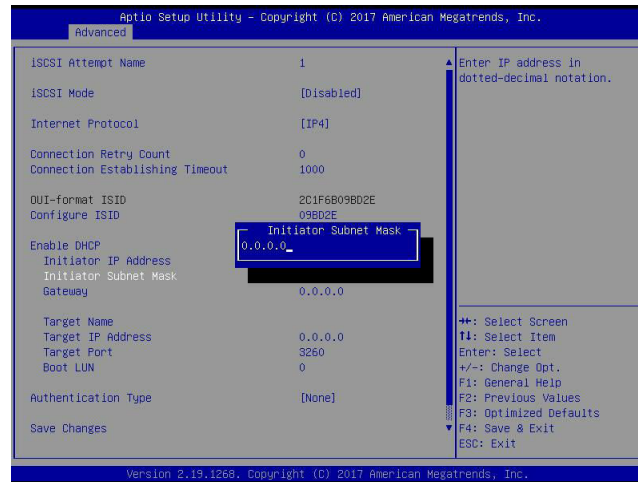 Aptio Setup Utility - Copyright (C) 2017 American Megatrends, Inc.
Advanced
iSCSI Attempt Name 1
iSCSI Mode [Disabled]
Internet Protocol [IP4]
Connection Retry Count 0
Connection Establishing Timeout 1000
OUI-format ISID 2C1F6B09BD2E
Configure ISID 09BD2E
Enable DHCP
Initiator IP Address
Initiator Subnet Mask
Gateway 0.0.0.0
Target Name
Target IP Address 0.0.0.0
Target Port 3260
Boot LUN 0
Authentication Type [None]
Save Changes
Initiator Subnet Mask
0.0.0.0_
Enter IP address in
dotted-decimal notation.
→←: Select Screen
↑↓: Select Item
Enter: Select
+/-: Change Opt.
F1: General Help
F2: Previous Values
F3: Optimized Defaults
F4: Save & Exit
ESC: Exit
Version 2.19.1268. Copyright (C) 2017 American Megatrends, Inc.